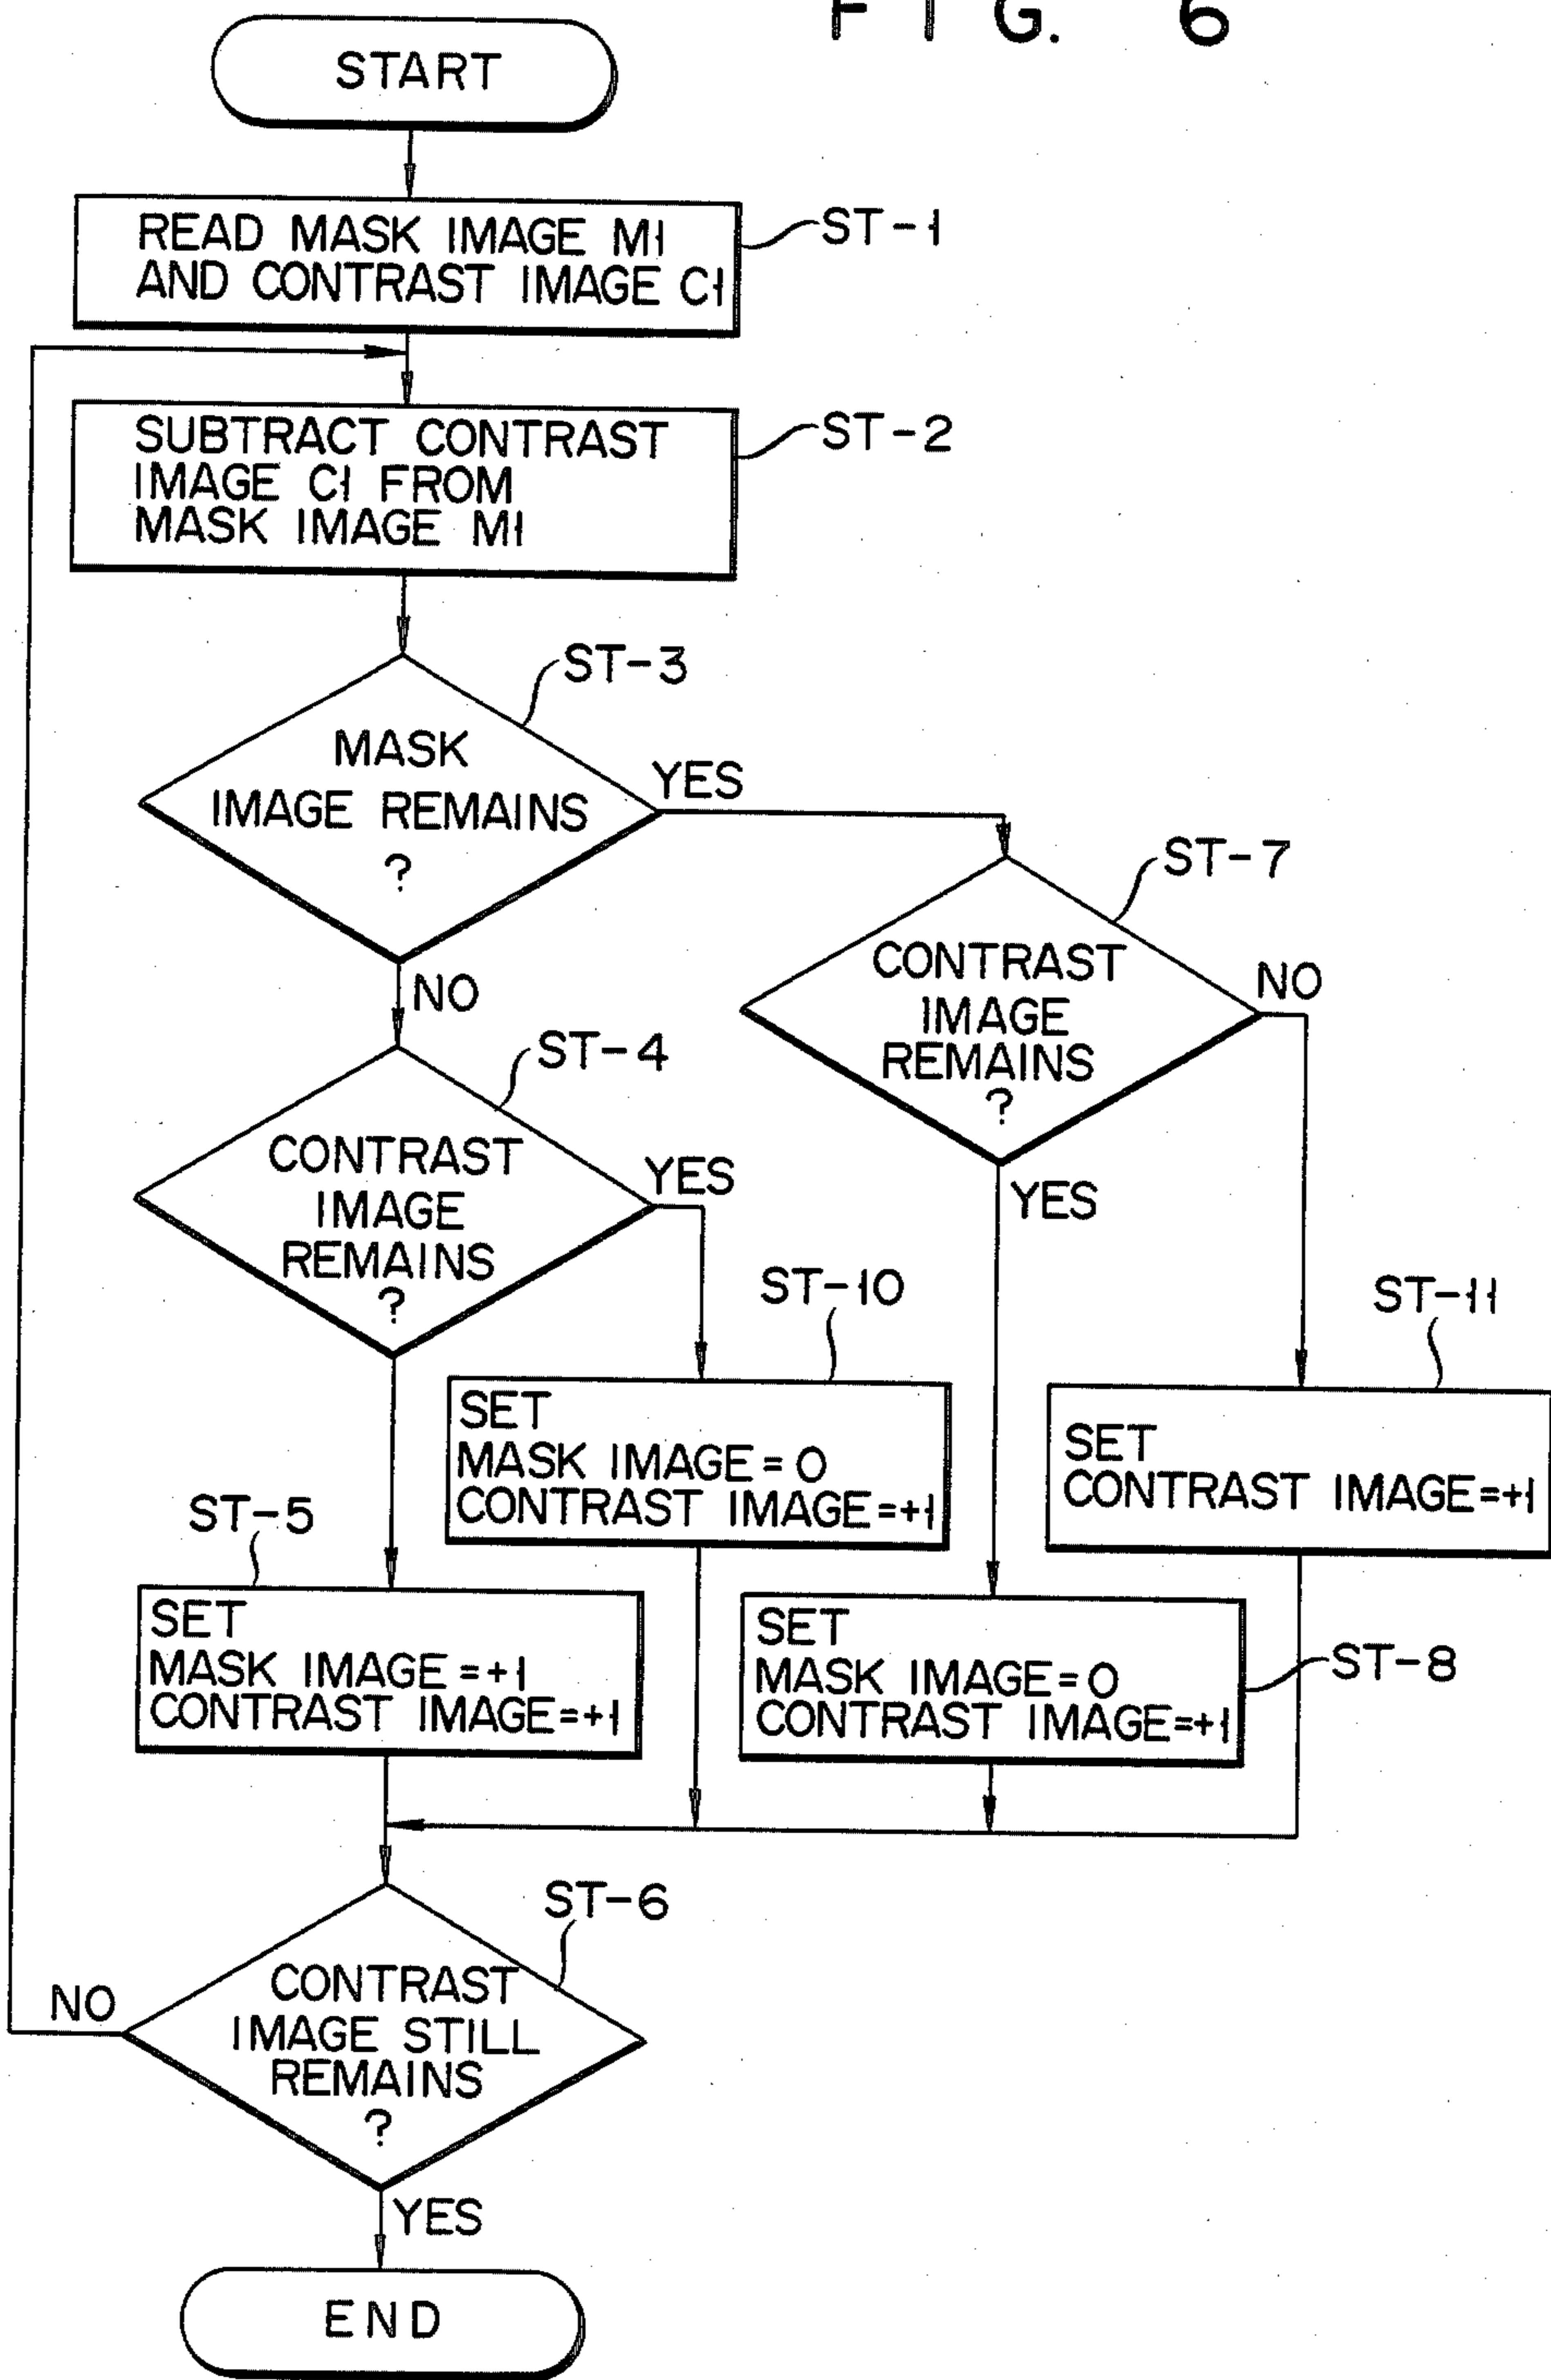 FIG. 6
START
READ MASK IMAGE M1
AND CONTRAST IMAGE C1
ST-1
SUBTRACT CONTRAST
IMAGE C1 FROM
MASK IMAGE M1
ST-2
ST-3
MASK
IMAGE REMAINS
?
YES
NO
ST-7
CONTRAST
IMAGE
REMAINS
?
NO
YES
ST-4
CONTRAST
IMAGE
REMAINS
?
YES
ST-10
SET
MASK IMAGE=0
CONTRAST IMAGE=+1
ST-11
SET
CONTRAST IMAGE=+1
ST-5
SET
MASK IMAGE=+1
CONTRAST IMAGE=+1
SET
MASK IMAGE=0
CONTRAST IMAGE=+1
ST-8
ST-6
CONTRAST
IMAGE STILL
REMAINS
?
NO
YES
END